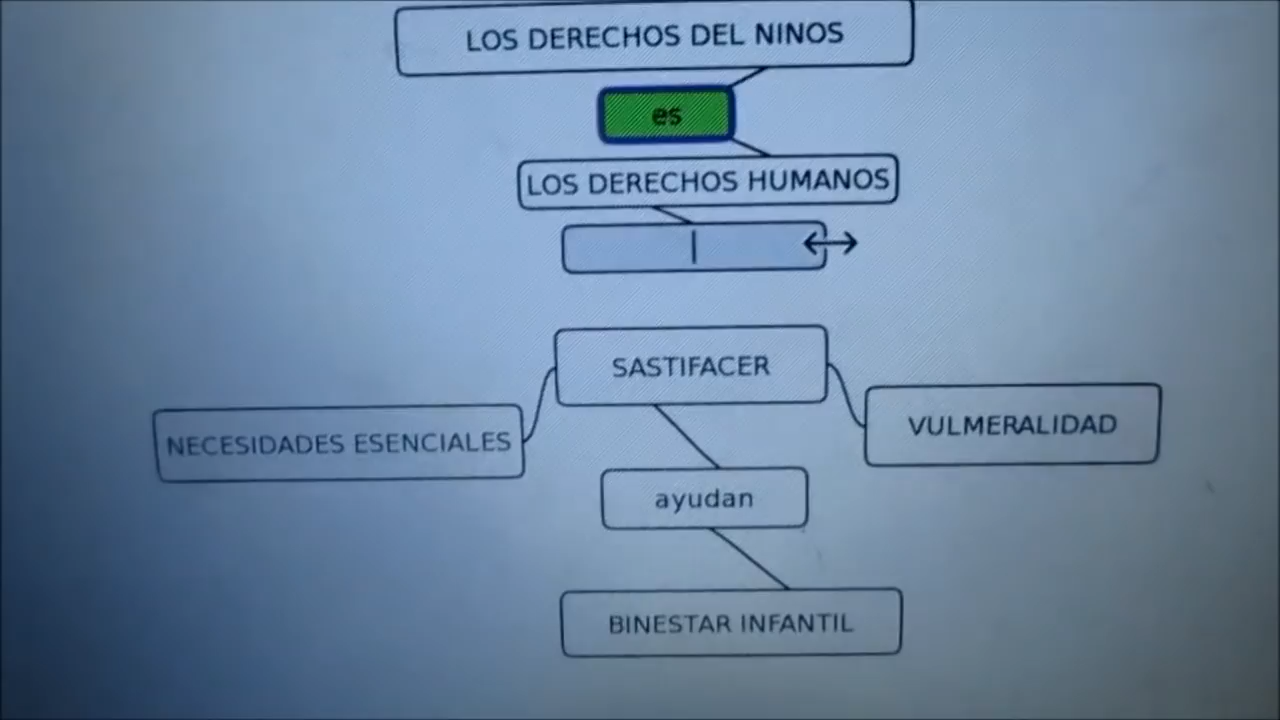 LOS DERECHOS DEL NINOS
es
LOS DERECHOS HUMANOS
SASTIFACER
NECESIDADES ESENCIALES
VULMERALIDAD
ayudan
BINESTAR INFANTIL